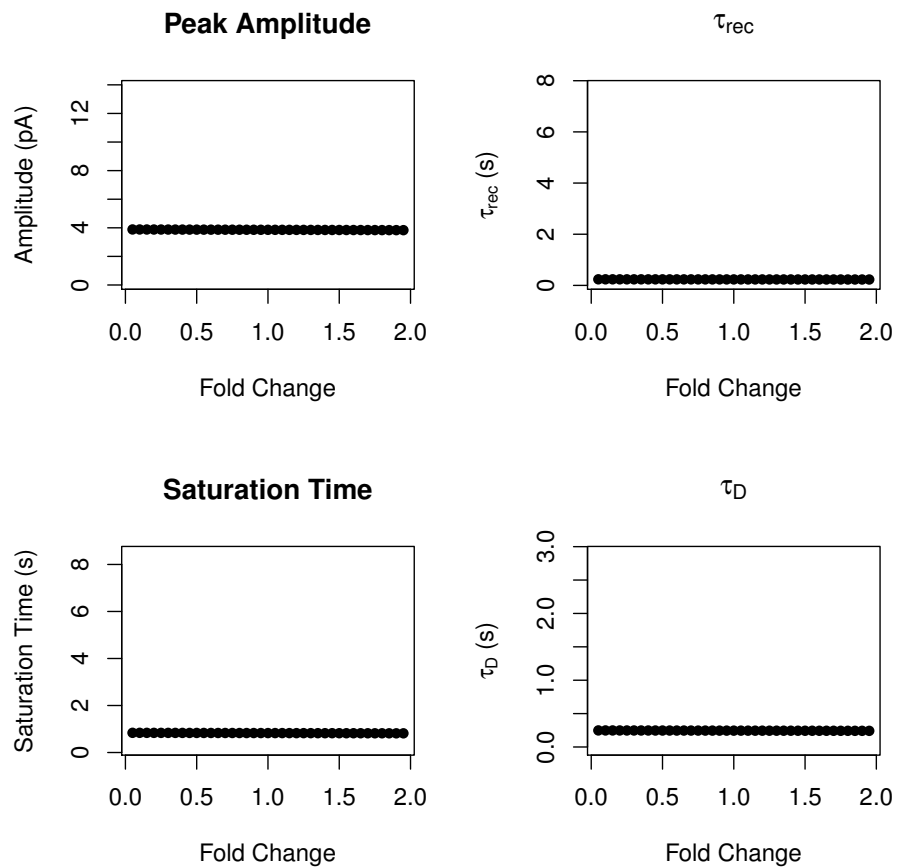 Peak Amplitude
Amplitude (pA)
0 4 8 12
0.0 0.5 1.0 1.5 2.0
Fold Change
τrec
τrec (s)
0 2 4 6 8
0.0 0.5 1.0 1.5 2.0
Fold Change
Saturation Time
Saturation Time (s)
0 2 4 6 8
0.0 0.5 1.0 1.5 2.0
Fold Change
τD
τD (s)
0.0 1.0 2.0 3.0
0.0 0.5 1.0 1.5 2.0
Fold Change